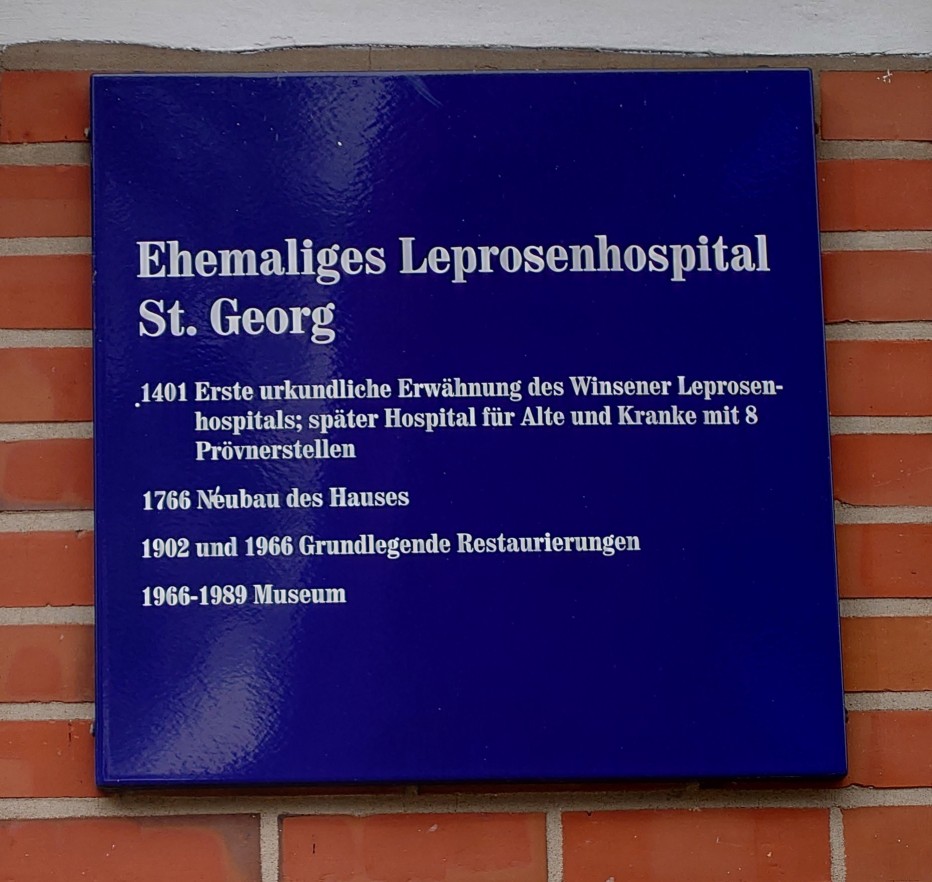 Ehemaliges Leprosenhospital
St. Georg
1401 Erste urkundliche Erwähnung des Winsener Leprosen-
hospitals; später Hospital für Alte und Kranke mit 8
Prövnerstellen
1766 Neubau des Hauses
1902 und 1966 Grundlegende Restaurierungen
1966-1989 Museum